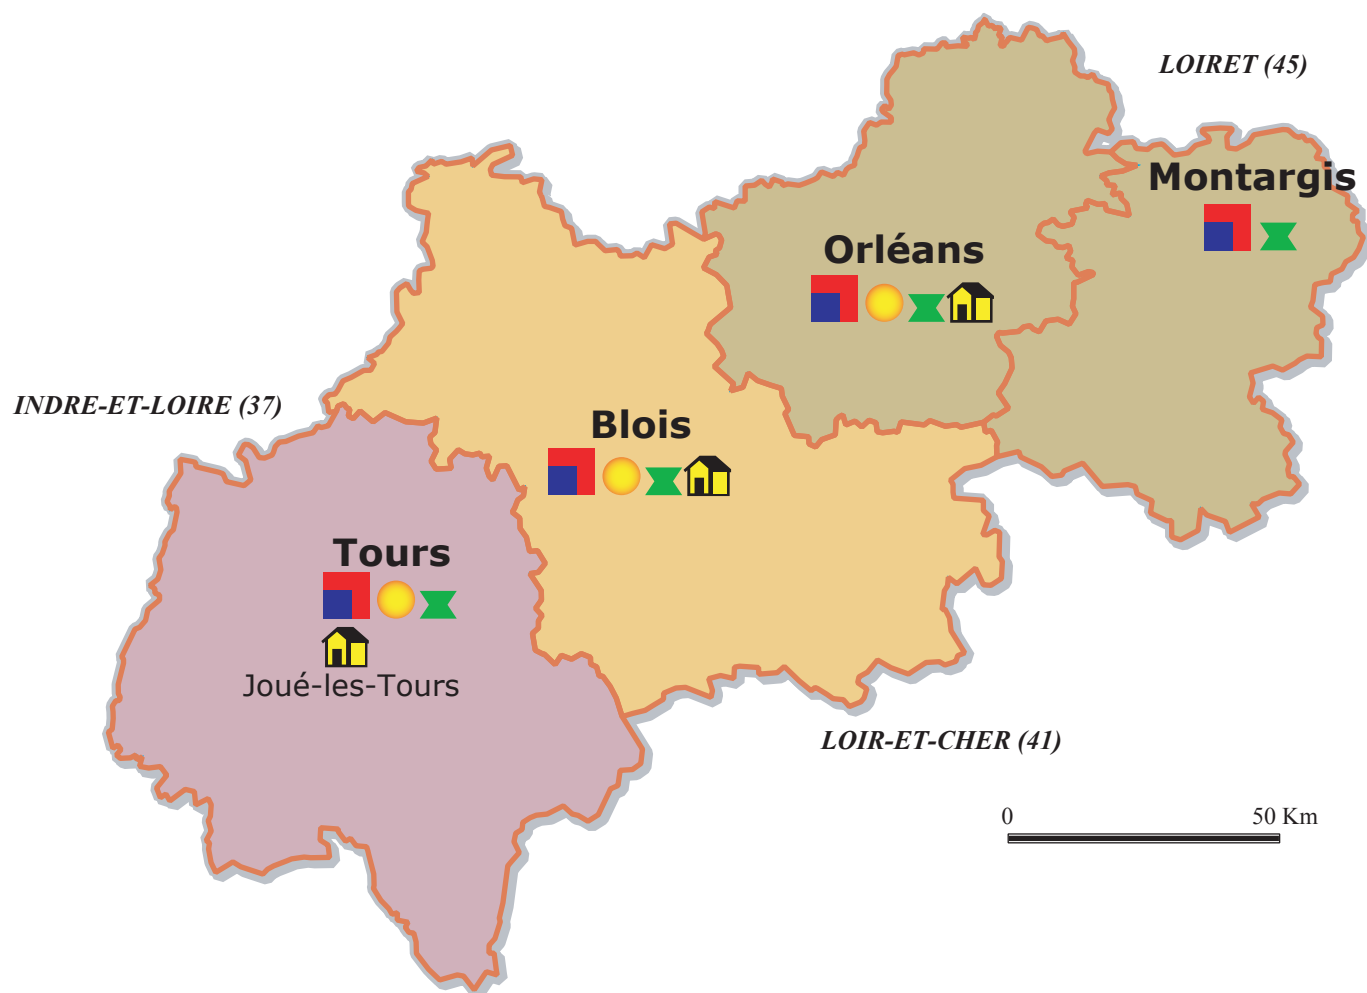 LOIRET (45)
Montargis
Orléans
INDRE-ET-LOIRE (37)
Blois
Tours
Joué-les-Tours
LOIR-ET-CHER (41)
0 50 Km